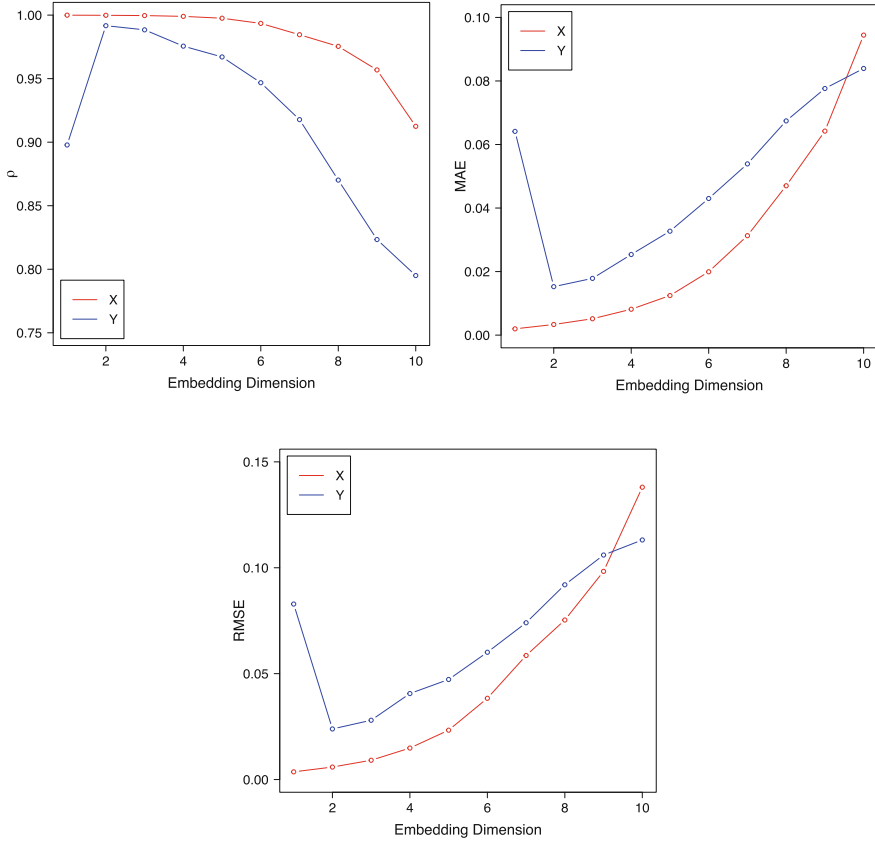 1.00
0.95
0.90
0.85
0.80
0.75
ρ
X
Y
2 4 6 8 10
Embedding Dimension
0.10
0.08
0.06
0.04
0.02
0.00
MAE
X
Y
2 4 6 8 10
Embedding Dimension
0.15
0.10
0.05
0.00
RMSE
X
Y
2 4 6 8 10
Embedding Dimension